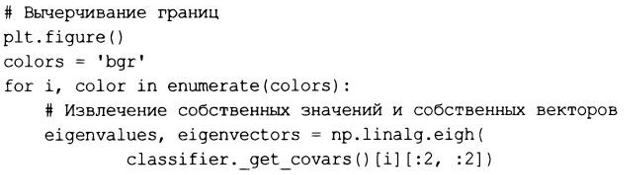 # Вычерчивание границ
plt.figure()
colors = 'bgr'
for i, color in enumerate(colors):
    # Извлечение собственных значений и собственных векторов
    eigenvalues, eigenvectors = np.linalg.eigh(
            classifier._get_covars()[i][:2, :2])